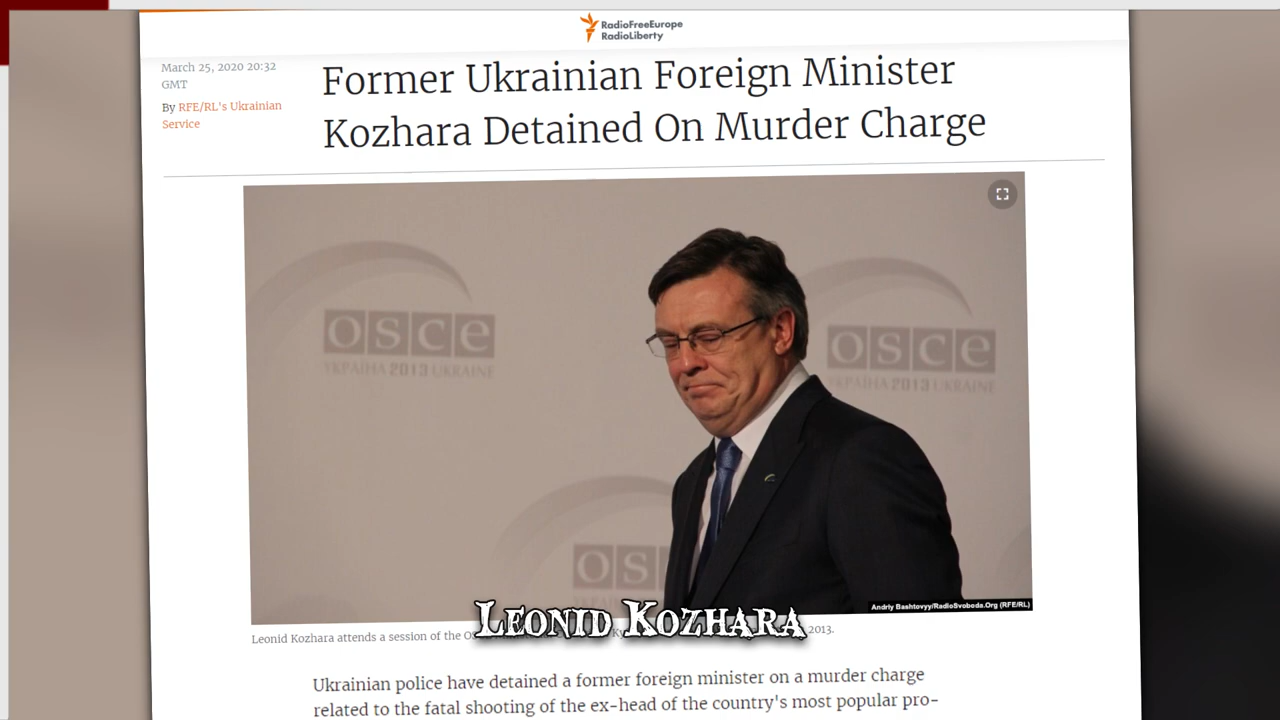 RadioFreeEurope
RadioLiberty
March 25, 2020 20:32
GMT
By RFE/RL's Ukrainian
Service
Former Ukrainian Foreign Minister
Kozhara Detained On Murder Charge
OSCE
УКРАЇНА 2013 UKRAINE
OSCE
УКРАЇНА 2013 UKRAINE
OS
Andriy Bashtovyy/RadioSvoboda.Org (RFE/RL)
Leonid Kozhara
Leonid Kozhara attends a session of the 2013.
Ukrainian police have detained a former foreign minister on a murder charge
related to the fatal shooting of the ex-head of the country's most popular pro-